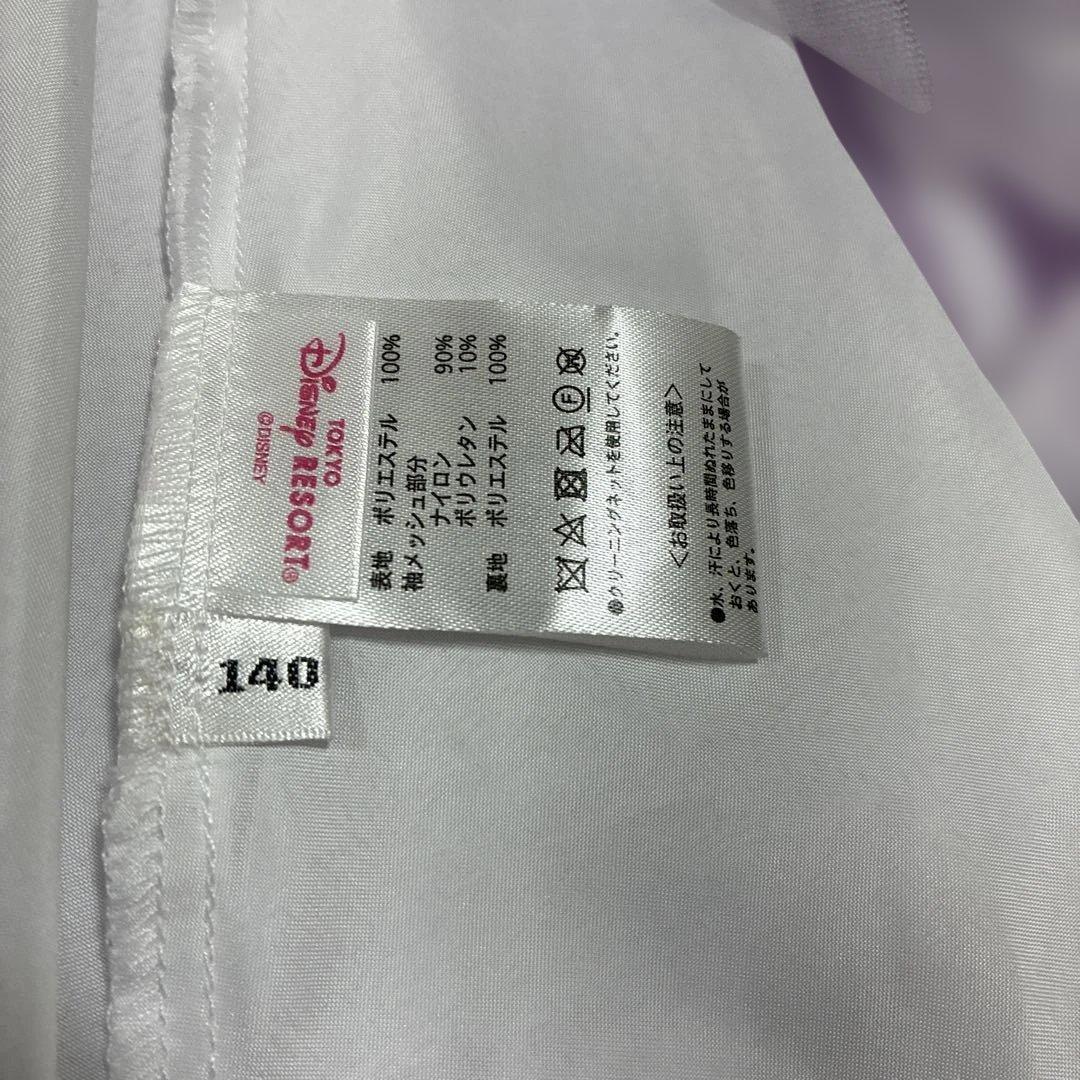 TOKYO
DISNEY RESORT®
©DISNEY
表地 ポリエステル 100%
袖メッシュ部分
ナイロン 90%
ポリウレタン 10%
裏地 ポリエステル 100%
F
●クリーニングネットを使用してください。
<お取扱い上の注意>
●水、汗により長時間ぬれたままにして
おくと、色落ち、色移りする場合が
あります。
140